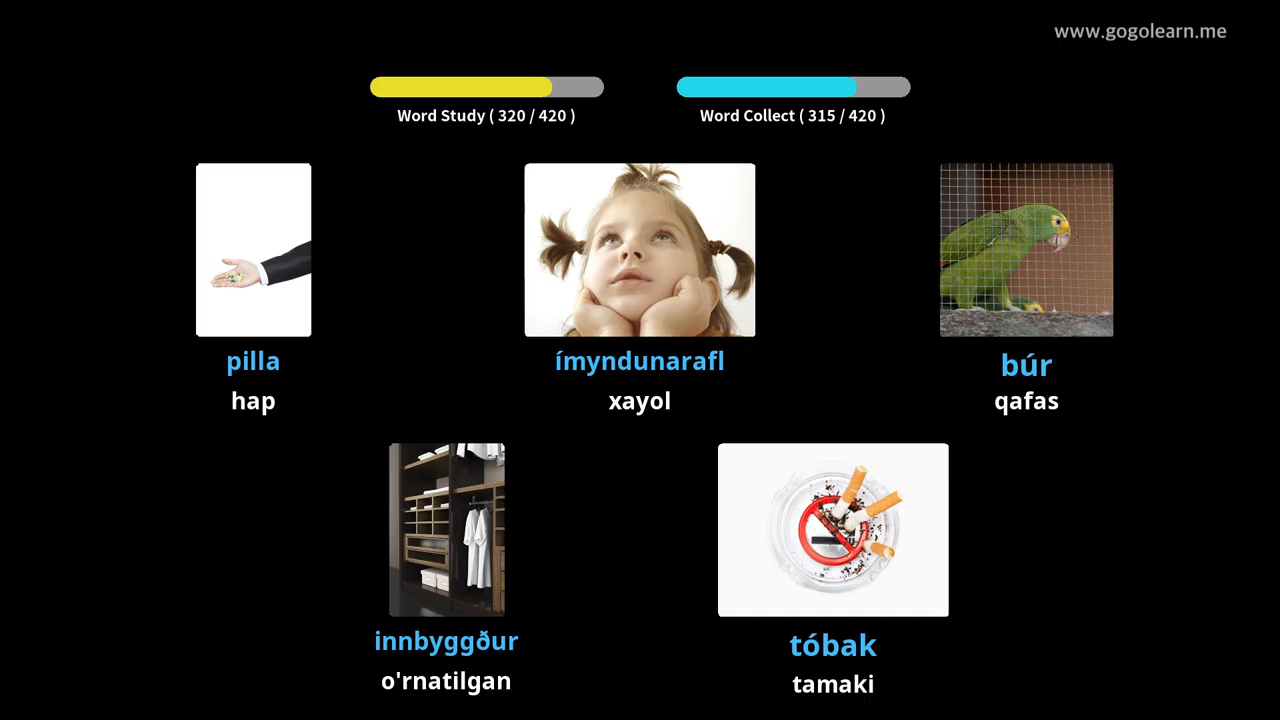 www.gogolearn.me
Word Study ( 320 / 420 )
Word Collect ( 315 / 420 )
pilla
hap
ímyndunarafl
xayol
búr
qafas
innbyggður
o'rnatilgan
tóbak
tamaki